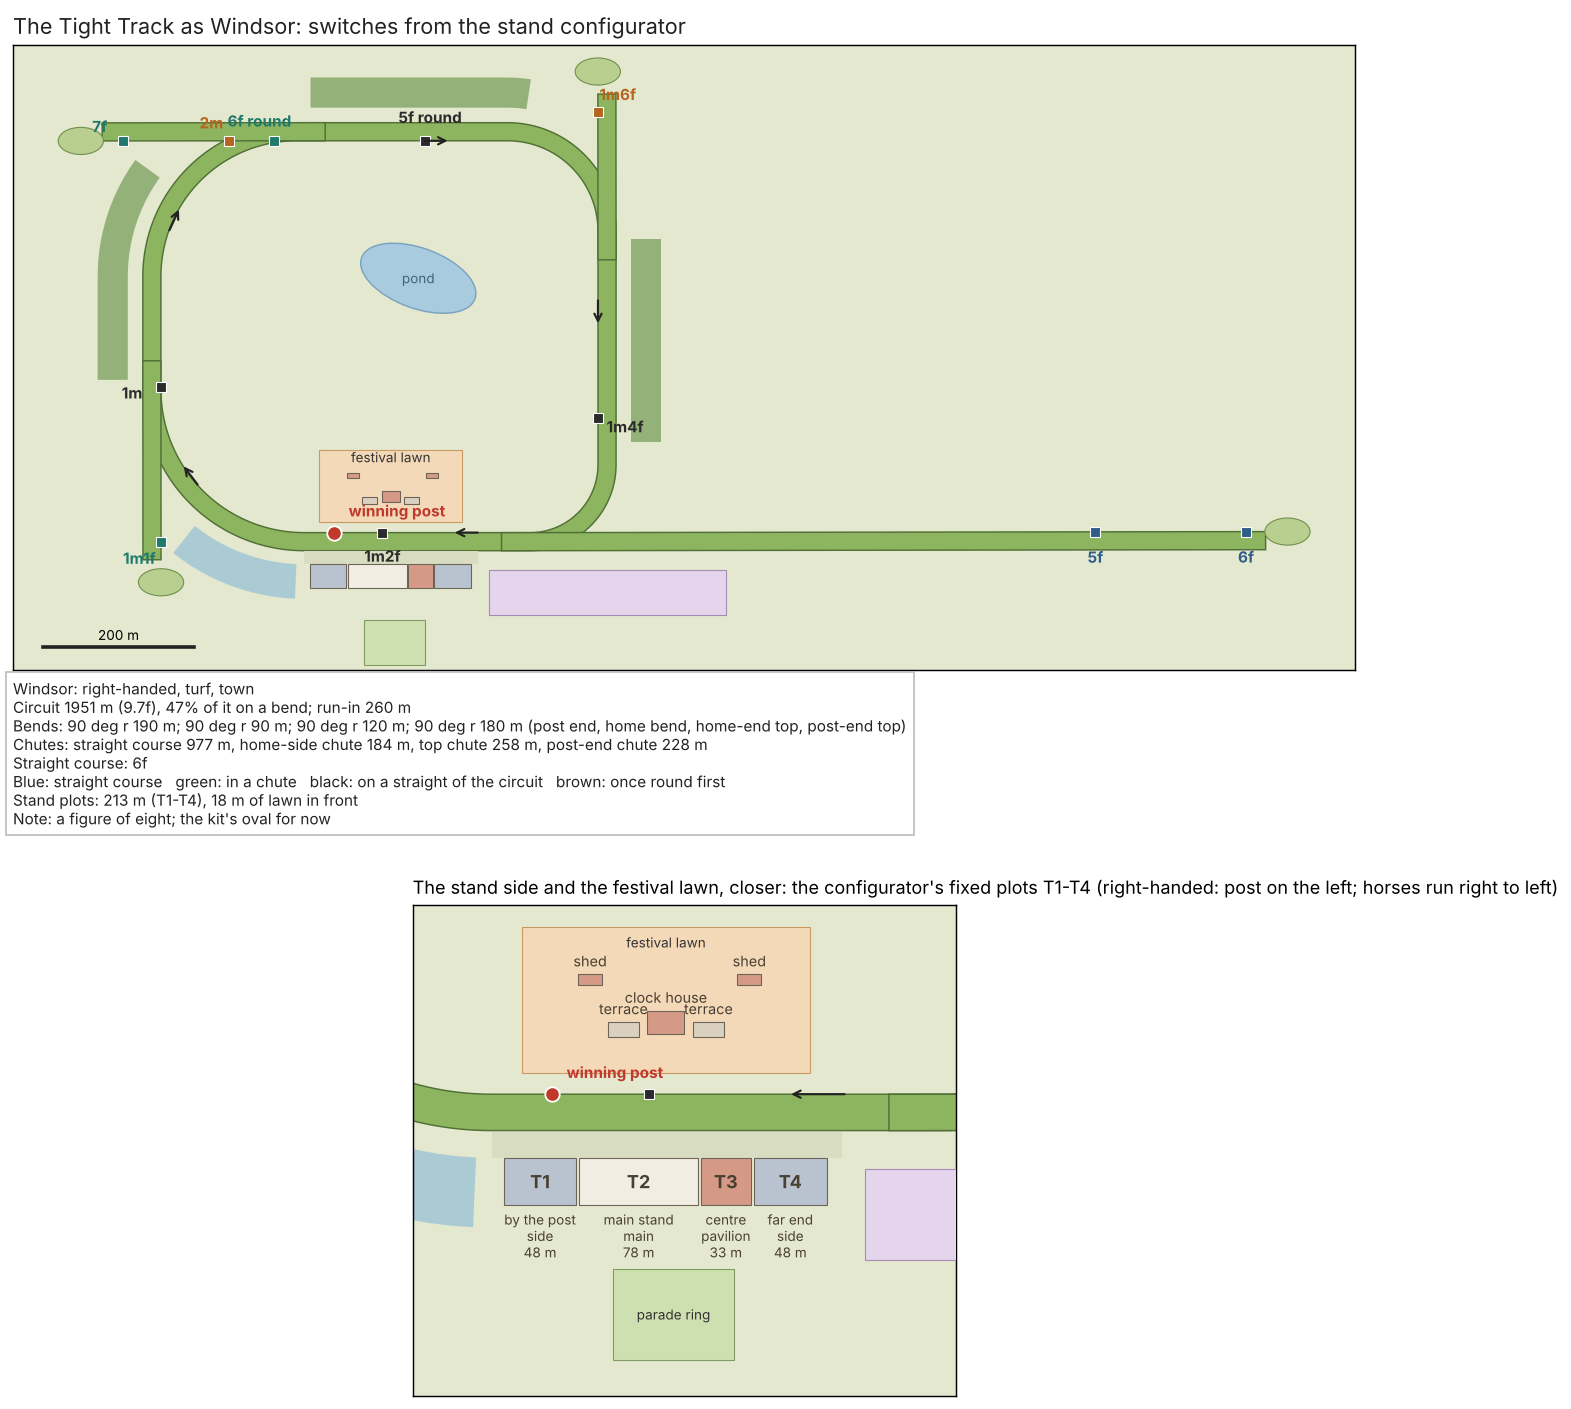 The Tight Track as Windsor: switches from the stand configurator
1m6f
7f
2m
6f round
5f round
pond
1m
1m4f
festival lawn
winning post
1m2f
1m1f
5f
6f
200 m
Windsor: right-handed, turf, town
Circuit 1951 m (9.7f), 47% of it on a bend; run-in 260 m
Bends: 90 deg r 190 m; 90 deg r 90 m; 90 deg r 120 m; 90 deg r 180 m (post end, home bend, home-end top, post-end top)
Chutes: straight course 977 m, home-side chute 184 m, top chute 258 m, post-end chute 228 m
Straight course: 6f
Blue: straight course   green: in a chute   black: on a straight of the circuit   brown: once round first
Stand plots: 213 m (T1-T4), 18 m of lawn in front
Note: a figure of eight; the kit's oval for now
The stand side and the festival lawn, closer: the configurator's fixed plots T1-T4 (right-handed: post on the left; horses run right to left)
festival lawn
shed
shed
clock house
terrace
terrace
winning post
T1
T2
T3
T4
by the post
side
48 m
main stand
main
78 m
centre
pavilion
33 m
far end
side
48 m
parade ring